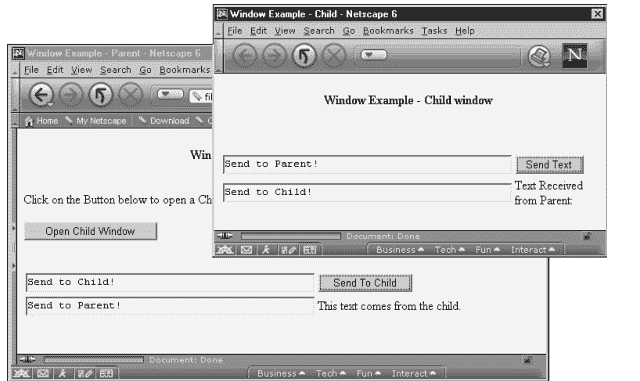 Window Example - Child - Netscape 6
File Edit View Search Go Bookmarks Tasks Help
N
Window Example - Child window
Send to Parent! Send Text
Send to Child! Text Received
from Parent:
Document: Done
Business Tech Fun Interact
Window Example - Parent - Netscape 6
File Edit View Search Go Bookmarks
Home My Netscape Download
Win
Click on the Button below to open a Ch
Open Child Window
Send to Child! Send To Child
Send to Parent! This text comes from the child.
Document: Done
Business Tech Fun Interact